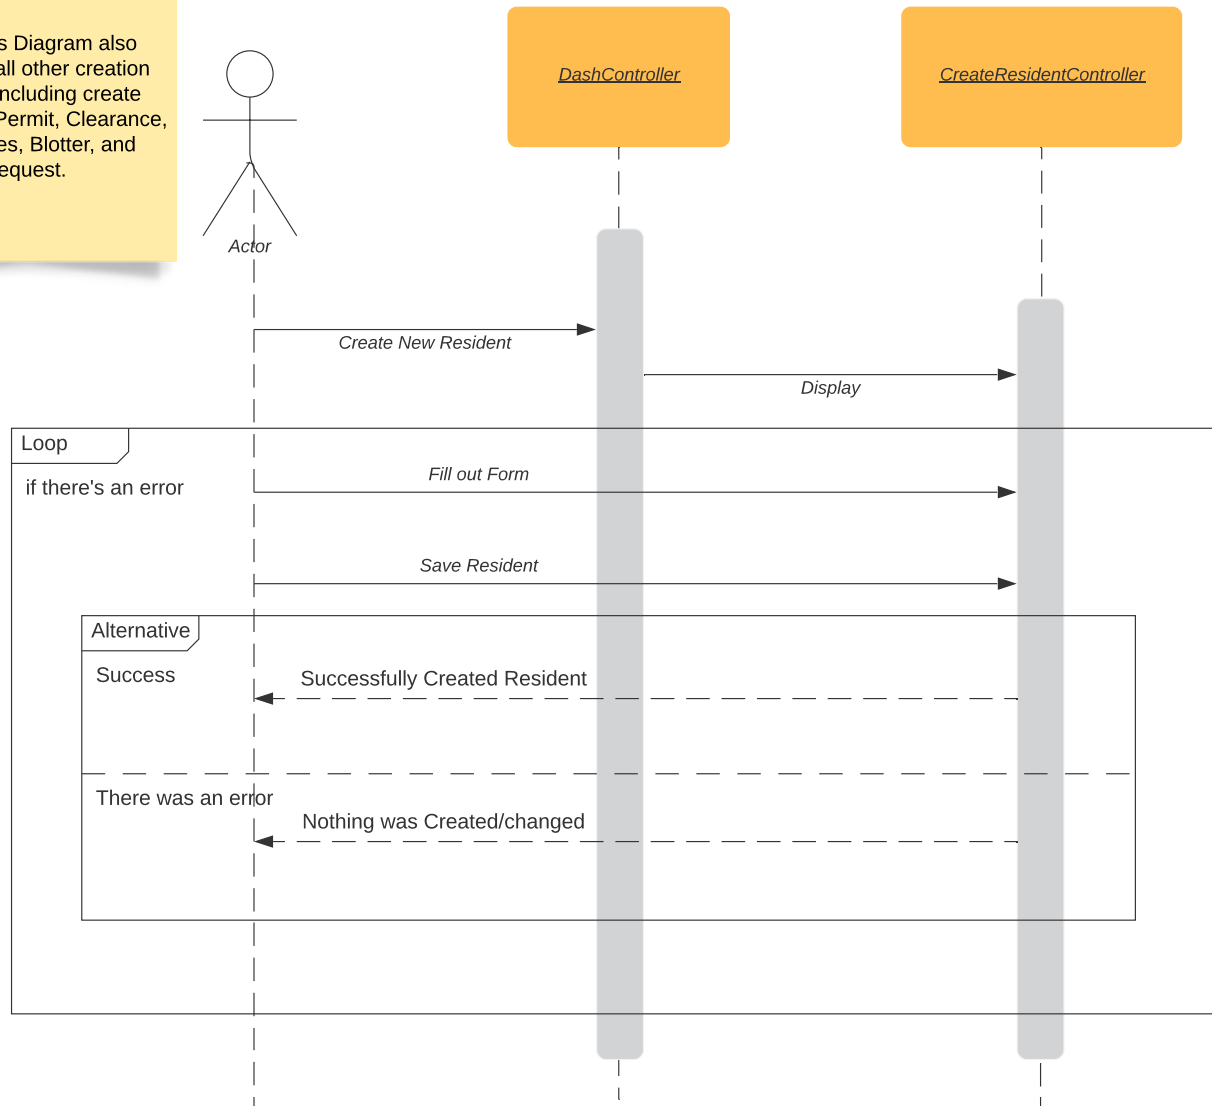 s Diagram also
all other creation
ncluding create
Permit, Clearance,
es, Blotter, and
equest.
DashController
CreateResidentController
Actor
Create New Resident
Display
Loop
if there's an error
Fill out Form
Save Resident
Alternative
Success
Successfully Created Resident
There was an error
Nothing was Created/changed